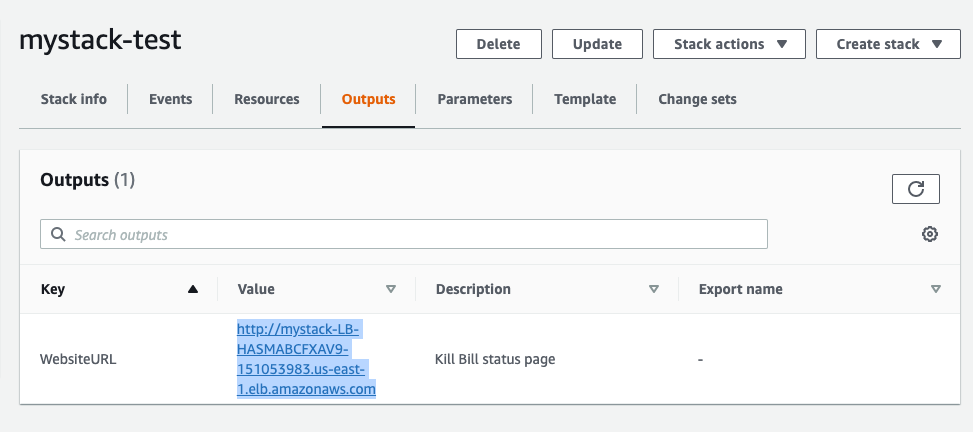 mystack-test
Delete
Update
Stack actions
Create stack
Stack info
Events
Resources
Outputs
Parameters
Template
Change sets
Outputs (1)
Search outputs
Key
Value
Description
Export name
WebsiteURL
http://mystack-LB-
HASMABCFXAV9-
151053983.us-east-
1.elb.amazonaws.com
Kill Bill status page
-